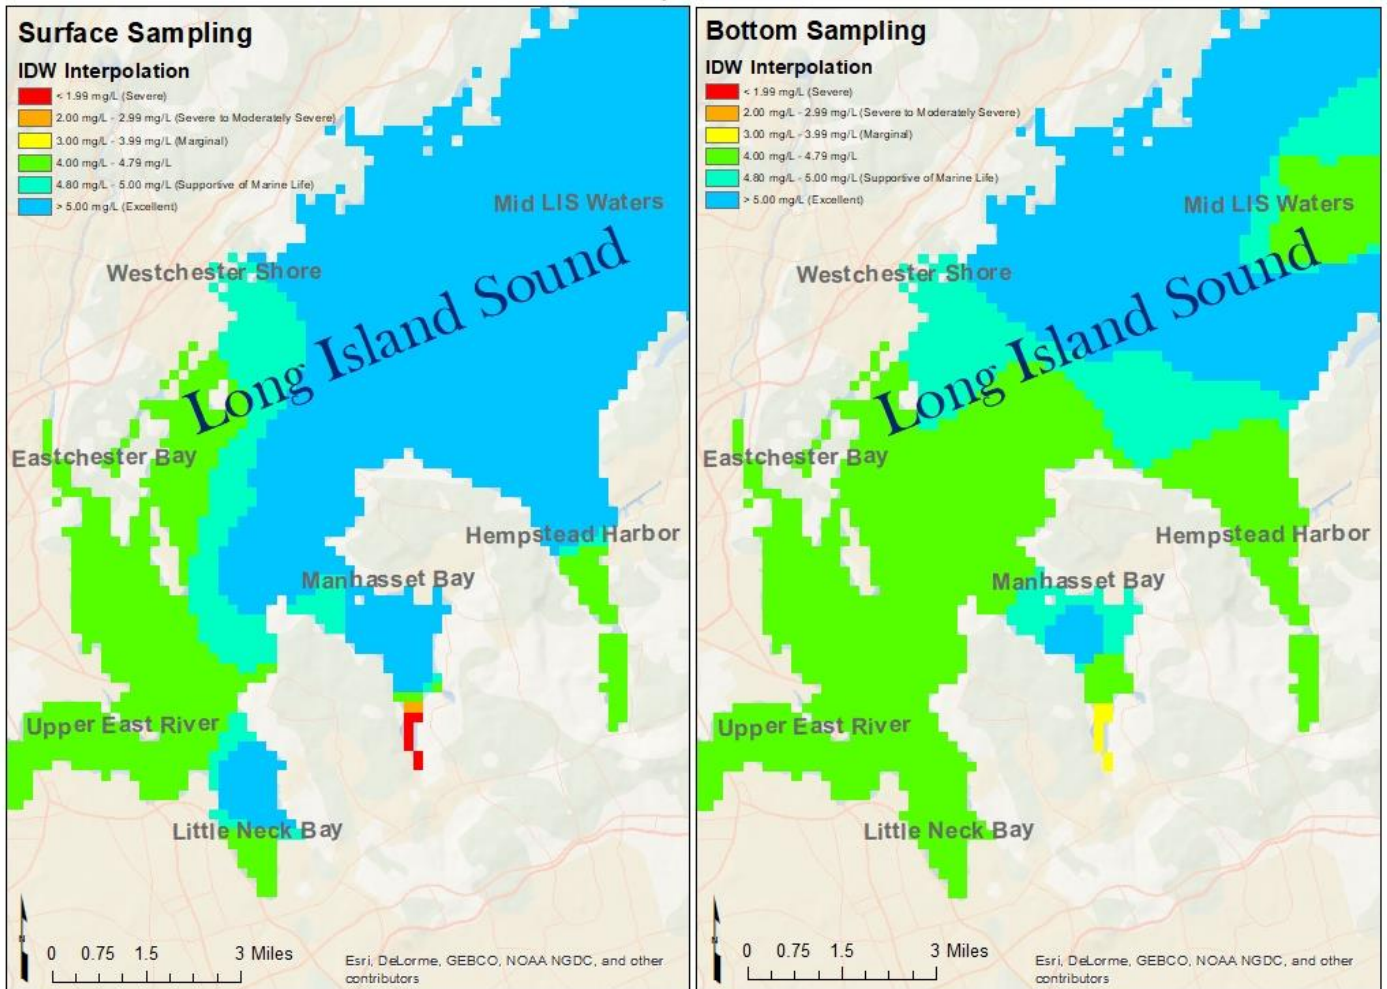 Surface Sampling
IDW Interpolation
< 1.99 mg/L (Severe)
2.00 mg/L - 2.99 mg/L (Severe to Moderately Severe)
3.00 mg/L - 3.99 mg/L (Marginal)
4.00 mg/L - 4.79 mg/L
4.80 mg/L - 5.00 mg/L (Supportive of Marine Life)
> 5.00 mg/L (Excellent)
Mid LIS Waters
Westchester Shore
Long Island Sound
Eastchester Bay
Hempstead Harbor
Manhasset Bay
Upper East River
Little Neck Bay
N
0 0.75 1.5 3 Miles
Esri, DeLorme, GEBCO, NOAA NGDC, and other
contributors
Bottom Sampling
IDW Interpolation
< 1.99 mg/L (Severe)
2.00 mg/L - 2.99 mg/L (Severe to Moderately Severe)
3.00 mg/L - 3.99 mg/L (Marginal)
4.00 mg/L - 4.79 mg/L
4.80 mg/L - 5.00 mg/L (Supportive of Marine Life)
> 5.00 mg/L (Excellent)
Mid LIS Waters
Westchester Shore
Long Island Sound
Eastchester Bay
Hempstead Harbor
Manhasset Bay
Upper East River
Little Neck Bay
N
0 0.75 1.5 3 Miles
Esri, DeLorme, GEBCO, NOAA NGDC, and other
contributors